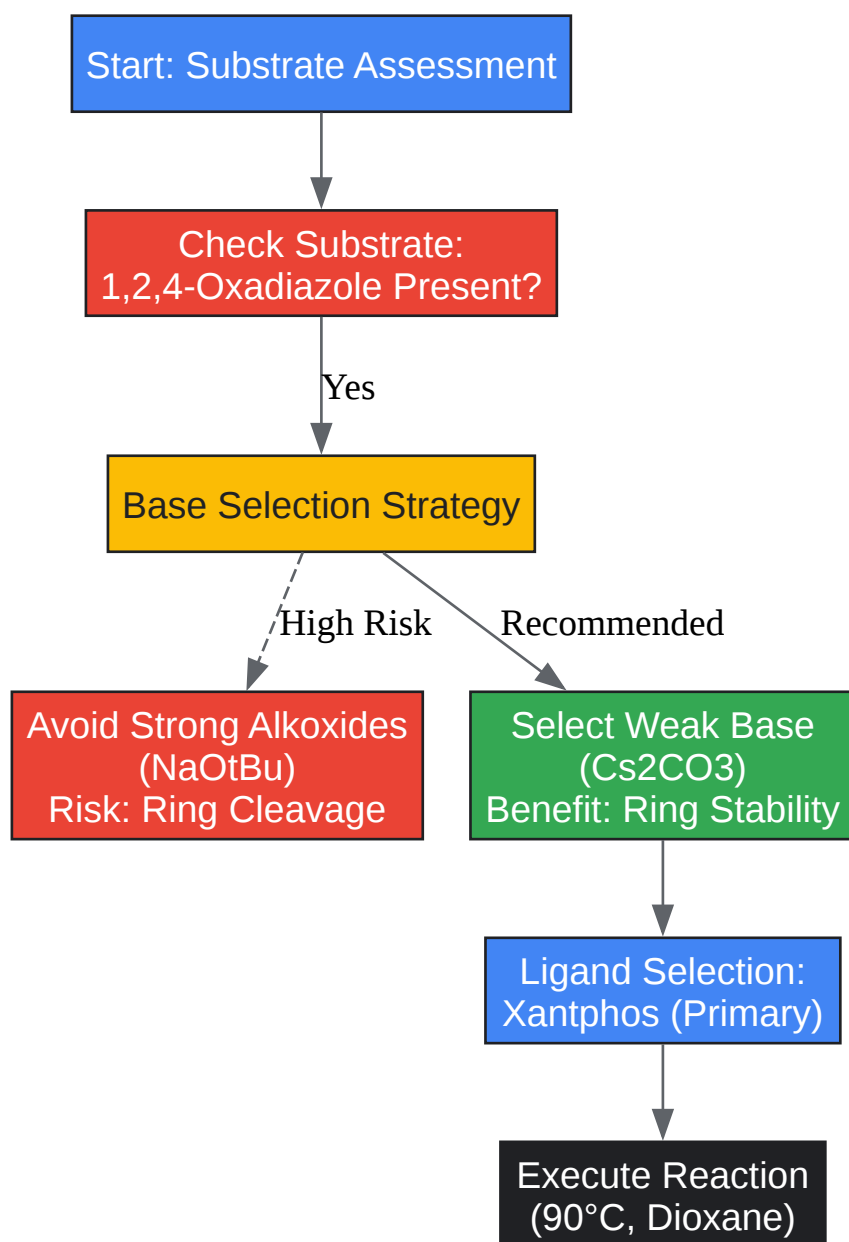 Start: Substrate Assessment
Check Substrate:
1,2,4-Oxadiazole Present?
Yes
Base Selection Strategy
High Risk
Recommended
Avoid Strong Alkoxides
(NaOtBu)
Risk: Ring Cleavage
Select Weak Base
(Cs2CO3)
Benefit: Ring Stability
Ligand Selection:
Xantphos (Primary)
Execute Reaction
(90°C, Dioxane)